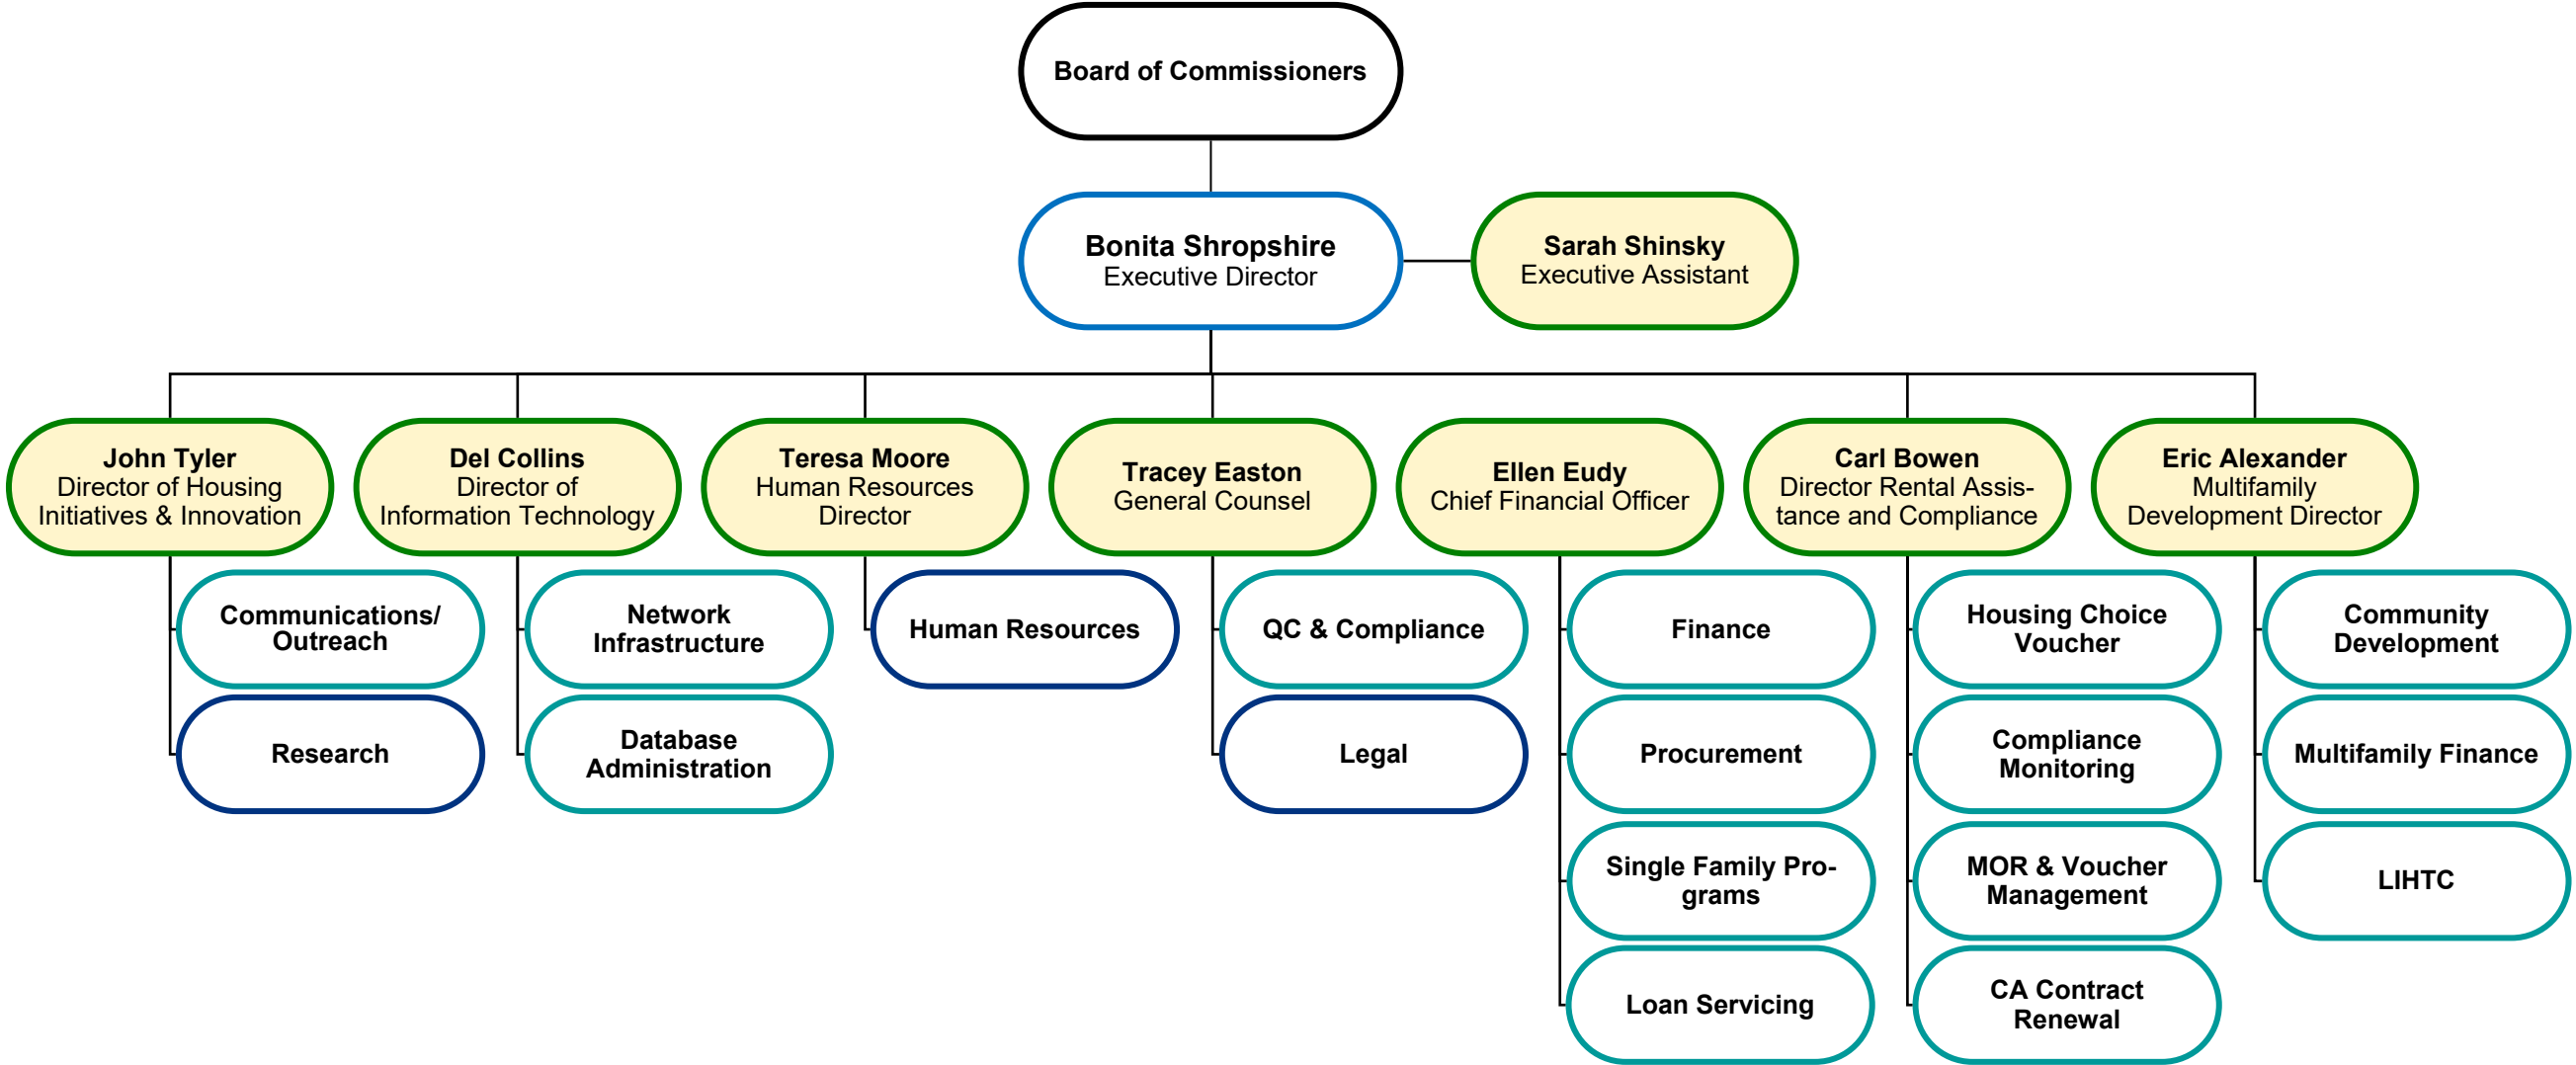 Board of Commissioners
Bonita Shropshire
Executive Director
Sarah Shinsky
Executive Assistant
John Tyler
Director of Housing
Initiatives & Innovation
Del Collins
Director of
Information Technology
Teresa Moore
Human Resources
Director
Tracey Easton
General Counsel
Ellen Eudy
Chief Financial Officer
Carl Bowen
Director Rental Assis-
tance and Compliance
Eric Alexander
Multifamily
Development Director
Communications/
Outreach
Network
Infrastructure
Human Resources
QC & Compliance
Finance
Housing Choice
Voucher
Community
Development
Research
Database
Administration
Legal
Procurement
Compliance
Monitoring
Multifamily Finance
Single Family Pro-
grams
MOR & Voucher
Management
LIHTC
Loan Servicing
CA Contract
Renewal